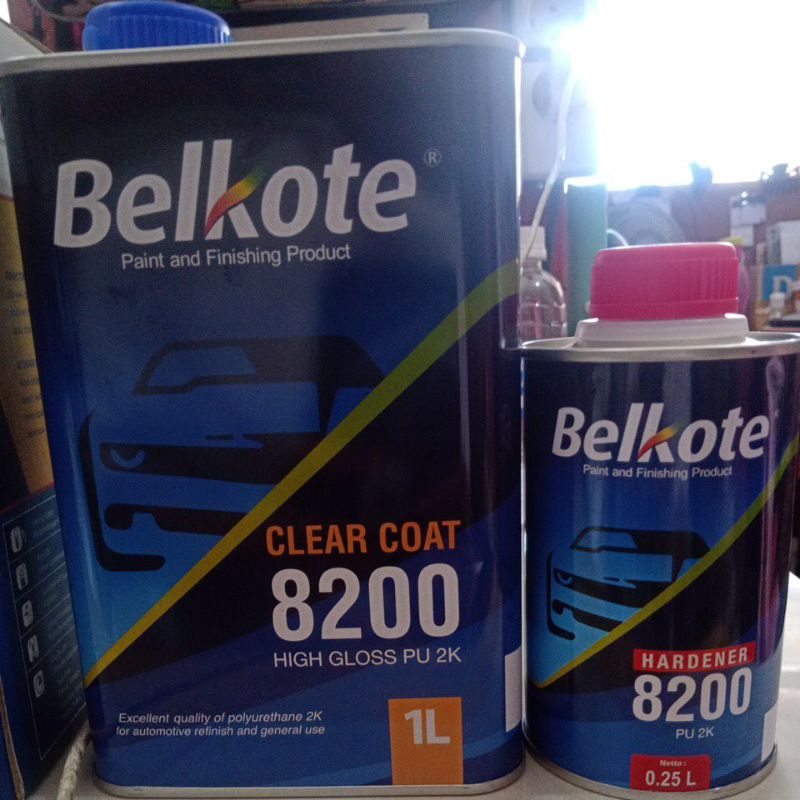 Belkote®
Paint and Finishing Product
CLEAR COAT
8200
HIGH GLOSS PU 2K
Excellent quality of polyurethane 2K
for automotive refinish and general use
1L
Belkote
Paint and Finishing Product
HARDENER
8200
PU 2K
Netto :
0.25 L